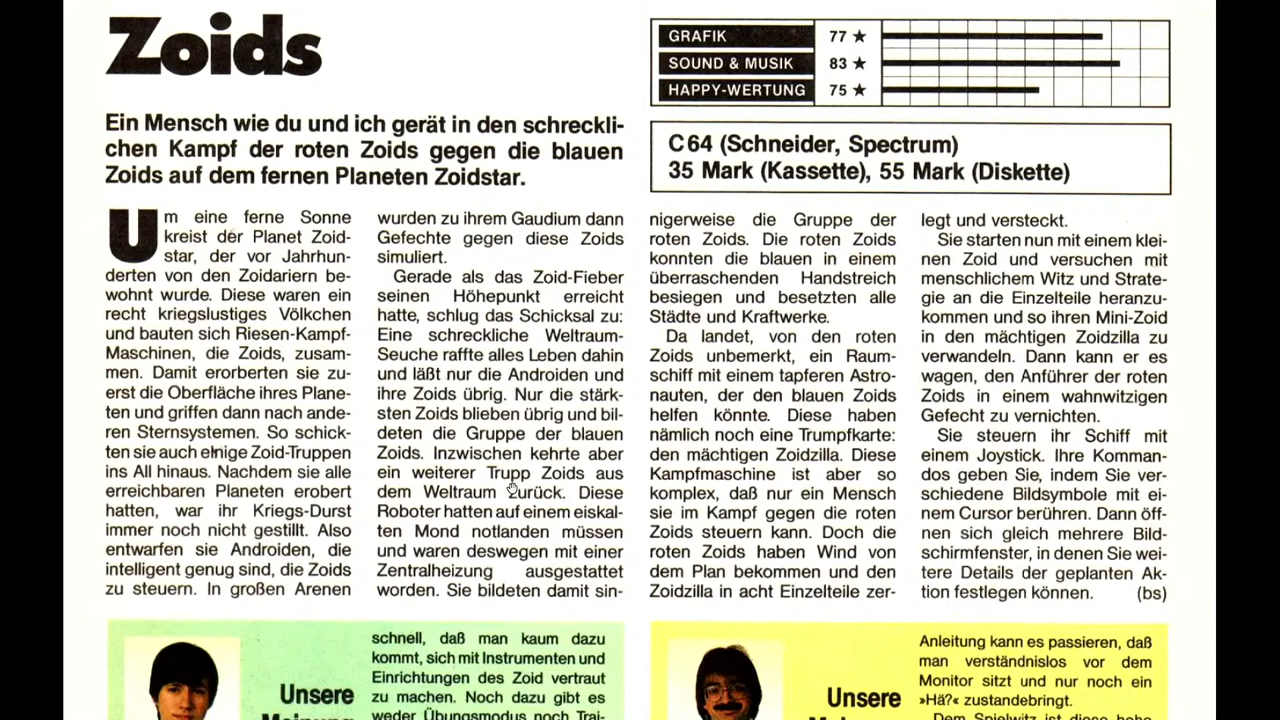 Zoids
GRAFIK 77 ★
SOUND & MUSIK 83 ★
HAPPY-WERTUNG 75 ★
Ein Mensch wie du und ich gerät in den schreckli-
chen Kampf der roten Zoids gegen die blauen
Zoids auf dem fernen Planeten Zoidstar.
C 64 (Schneider, Spectrum)
35 Mark (Kassette), 55 Mark (Diskette)
Um eine ferne Sonne
kreist der Planet Zoid-
star, der vor Jahrhun-
derten von den Zoidariern be-
wohnt wurde. Diese waren ein
recht kriegslustiges Völkchen
und bauten sich Riesen-Kampf-
Maschinen, die Zoids, zusam-
men. Damit erorberten sie zu-
erst die Oberfläche ihres Plane-
ten und griffen dann nach ande-
ren Sternsystemen. So schick-
ten sie auch einige Zoid-Truppen
ins All hinaus. Nachdem sie alle
erreichbaren Planeten erobert
hatten, war ihr Kriegs-Durst
immer noch nicht gestillt. Also
entwarfen sie Androiden, die
intelligent genug sind, die Zoids
zu steuern. In großen Arenen
wurden zu ihrem Gaudium dann
Gefechte gegen diese Zoids
simuliert.
Gerade als das Zoid-Fieber
seinen Höhepunkt erreicht
hatte, schlug das Schicksal zu:
Eine schreckliche Weltraum-
Seuche raffte alles Leben dahin
und läßt nur die Androiden und
ihre Zoids übrig. Nur die stärk-
sten Zoids blieben übrig und bil-
deten die Gruppe der blauen
Zoids. Inzwischen kehrte aber
ein weiterer Trupp Zoids aus
dem Weltraum zurück. Diese
Roboter hatten auf einem eiskal-
ten Mond notlanden müssen
und waren deswegen mit einer
Zentralheizung ausgestattet
worden. Sie bildeten damit sin-
nigerweise die Gruppe der
roten Zoids. Die roten Zoids
konnten die blauen in einem
überraschenden Handstreich
besiegen und besetzten alle
Städte und Kraftwerke.
Da landet, von den roten
Zoids unbemerkt, ein Raum-
schiff mit einem tapferen Astro-
nauten, der den blauen Zoids
helfen könnte. Diese haben
nämlich noch eine Trumpfkarte:
den mächtigen Zoidzilla. Diese
Kampfmaschine ist aber so
komplex, daß nur ein Mensch
sie im Kampf gegen die roten
Zoids steuern kann. Doch die
roten Zoids haben Wind von
dem Plan bekommen und den
Zoidzilla in acht Einzelteile zer-
legt und versteckt.
Sie starten nun mit einem klei-
nen Zoid und versuchen mit
menschlichem Witz und Strate-
gie an die Einzelteile heranzu-
kommen und so ihren Mini-Zoid
in den mächtigen Zoidzilla zu
verwandeln. Dann kann er es
wagen, den Anführer der roten
Zoids in einem wahnwitzigen
Gefecht zu vernichten.
Sie steuern ihr Schiff mit
einem Joystick. Ihre Komman-
dos geben Sie, indem Sie ver-
schiedene Bildsymbole mit ei-
nem Cursor berühren. Dann öff-
nen sich gleich mehrere Bild-
schirmfenster, in denen Sie wei-
tere Details der geplanten Ak-
tion festlegen können. (bs)
Unsere
schnell, daß man kaum dazu
kommt, sich mit Instrumenten und
Einrichtungen des Zoid vertraut
zu machen. Noch dazu gibt es
weder Übungsmodus noch Trai-
Unsere
Anleitung kann es passieren, daß
man verständnislos vor dem
Monitor sitzt und nur noch ein
»Hä?« zustandebringt.
Dem Spielwitz ist diese hohe